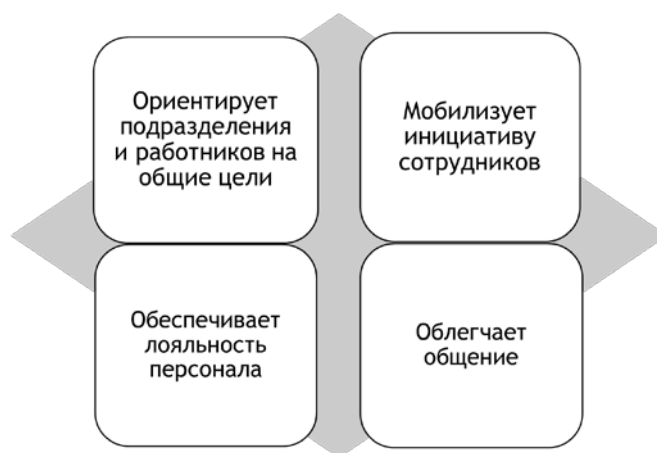 Ориентирует
подразделения
и работников на
общие цели
Мобилизует
инициативу
сотрудников
Обеспечивает
лояльность
персонала
Облегчает
общение